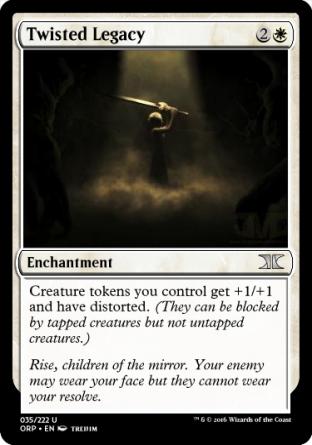 Twisted Legacy 2
Enchantment
Creature tokens you control get +1/+1
and have distorted. (They can be blocked
by tapped creatures but not untapped
creatures.)
Rise, children of the mirror. Your enemy
may wear your face but they cannot wear
your resolve.
035/222 U
ORP • EN TREIJIM
™ & © 2016 Wizards of the Coast